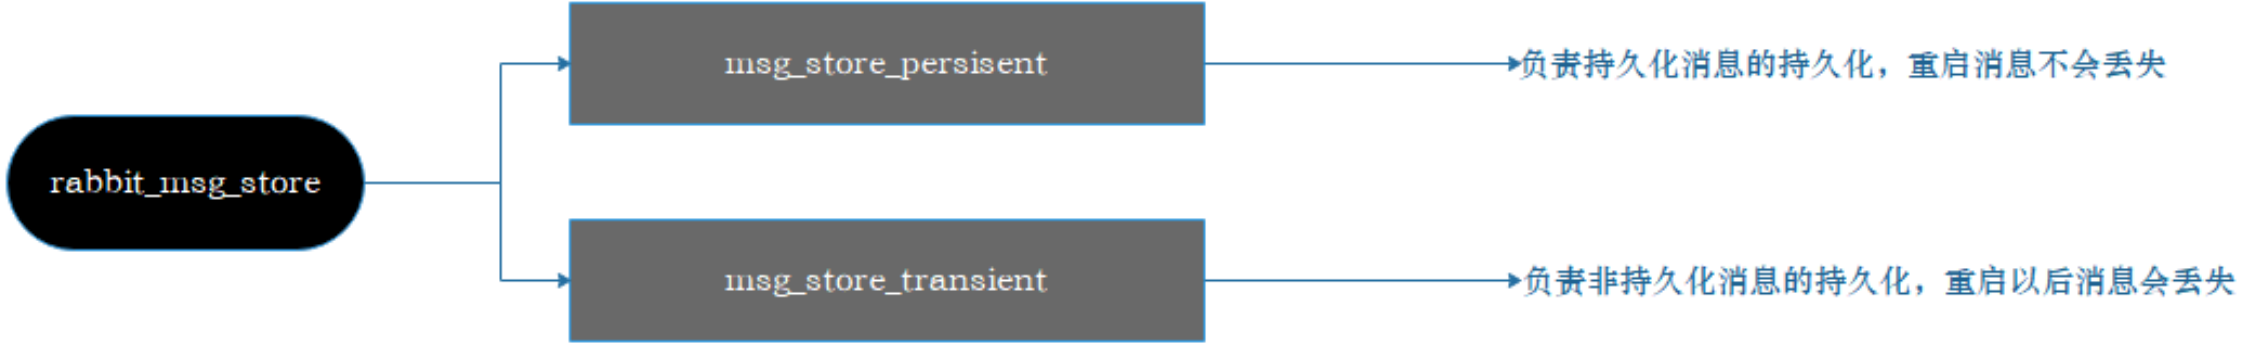 msg_store_persisent
负责持久化消息的持久化，重启消息不会丢失
rabbit_msg_store
msg_store_transient
负责非持久化消息的持久化，重启以后消息会丢失